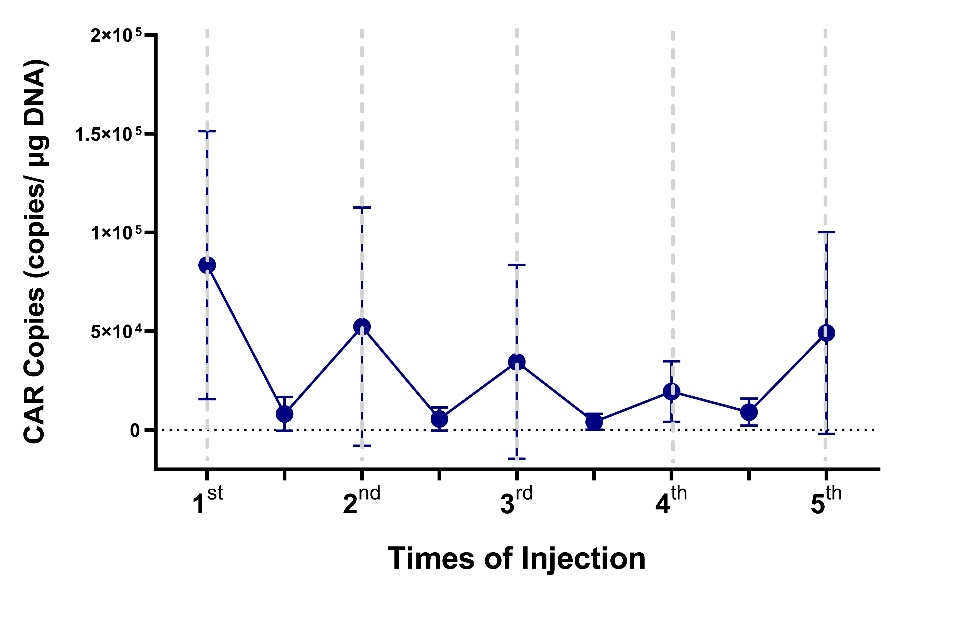 CAR Copies (copies/ µg DNA)
2×10⁵
1.5×10⁵
1×10⁵
5×10⁴
0
1ˢᵗ 2ⁿᵈ 3ʳᵈ 4ᵗʰ 5ᵗʰ
Times of Injection